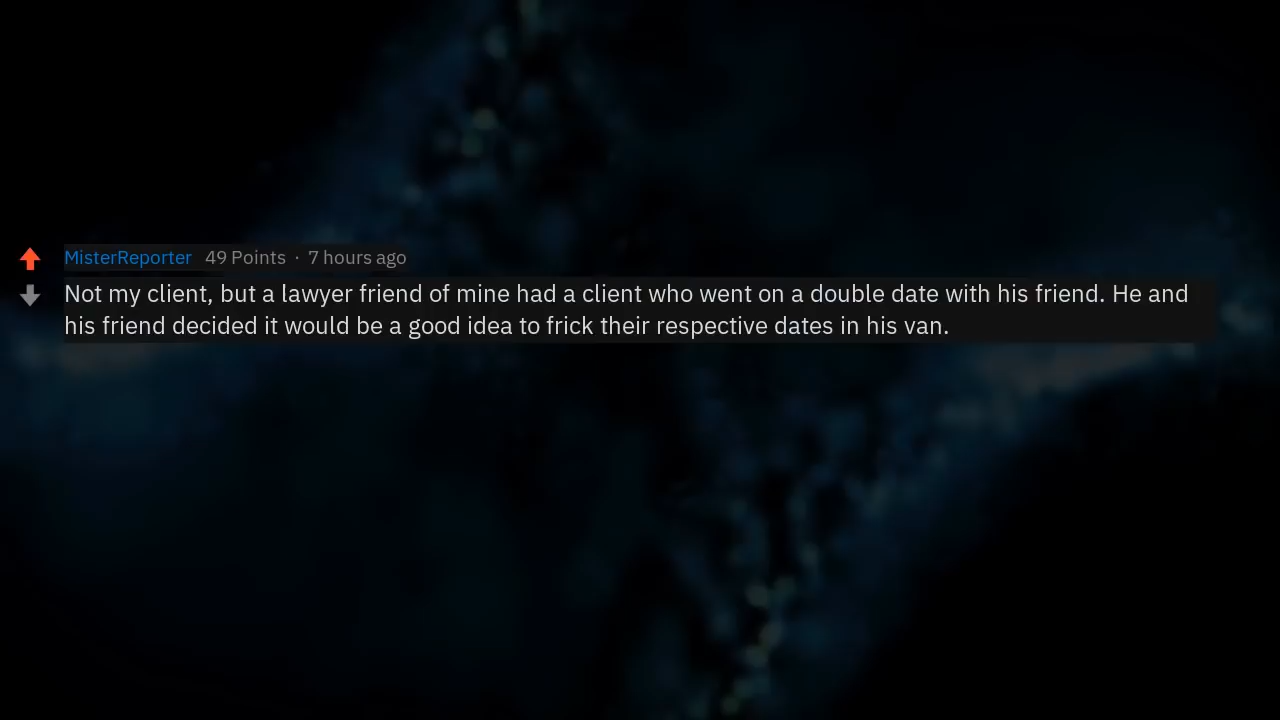 MisterReporter 49 Points · 7 hours ago
Not my client, but a lawyer friend of mine had a client who went on a double date with his friend. He and
his friend decided it would be a good idea to frick their respective dates in his van.